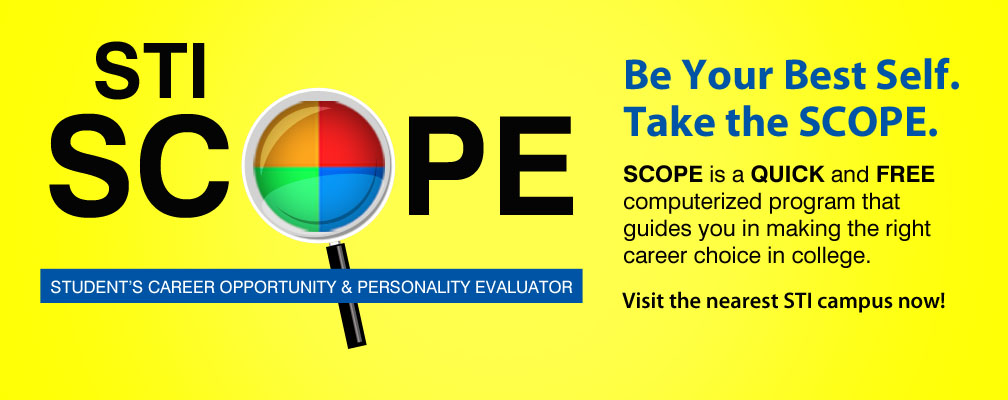 STI
SCOPE
STUDENT'S CAREER OPPORTUNITY & PERSONALITY EVALUATOR
Be Your Best Self.
Take the SCOPE.
SCOPE is a QUICK and FREE
computerized program that
guides you in making the right
career choice in college.
Visit the nearest STI campus now!